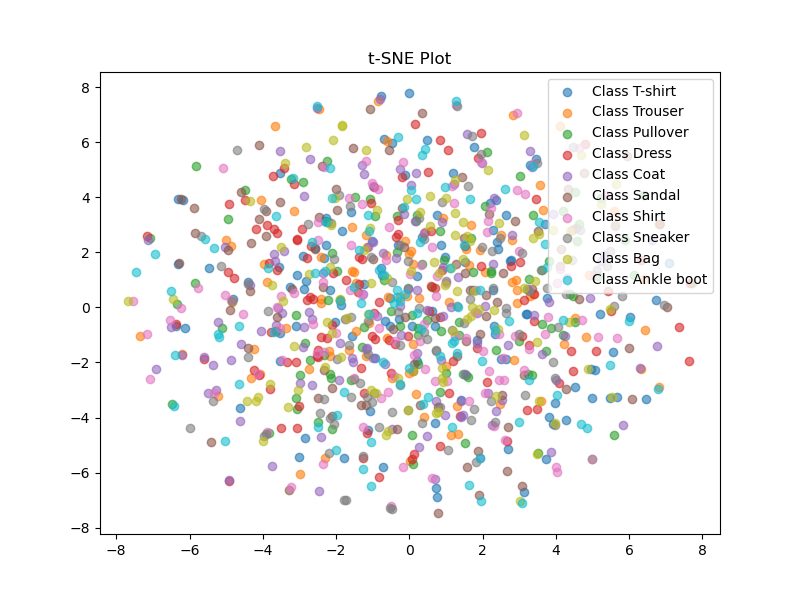 t-SNE Plot
Class T-shirt
Class Trouser
Class Pullover
Class Dress
Class Coat
Class Sandal
Class Shirt
Class Sneaker
Class Bag
Class Ankle boot
8
6
4
2
0
−2
−4
−6
−8
−8 −6 −4 −2 0 2 4 6 8